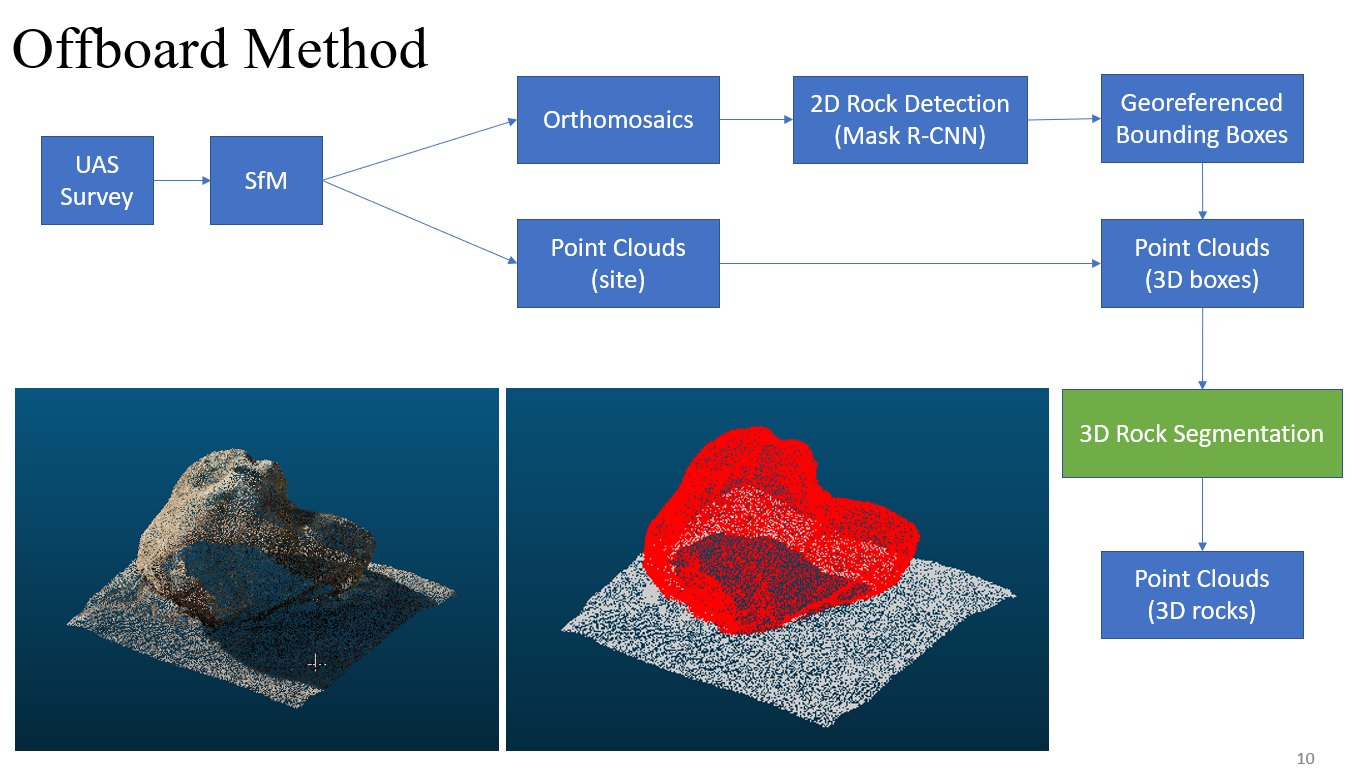 Offboard Method
UAS
Survey
SfM
Orthomosaics
2D Rock Detection
(Mask R-CNN)
Georeferenced
Bounding Boxes
Point Clouds
(site)
Point Clouds
(3D boxes)
3D Rock Segmentation
Point Clouds
(3D rocks)
10